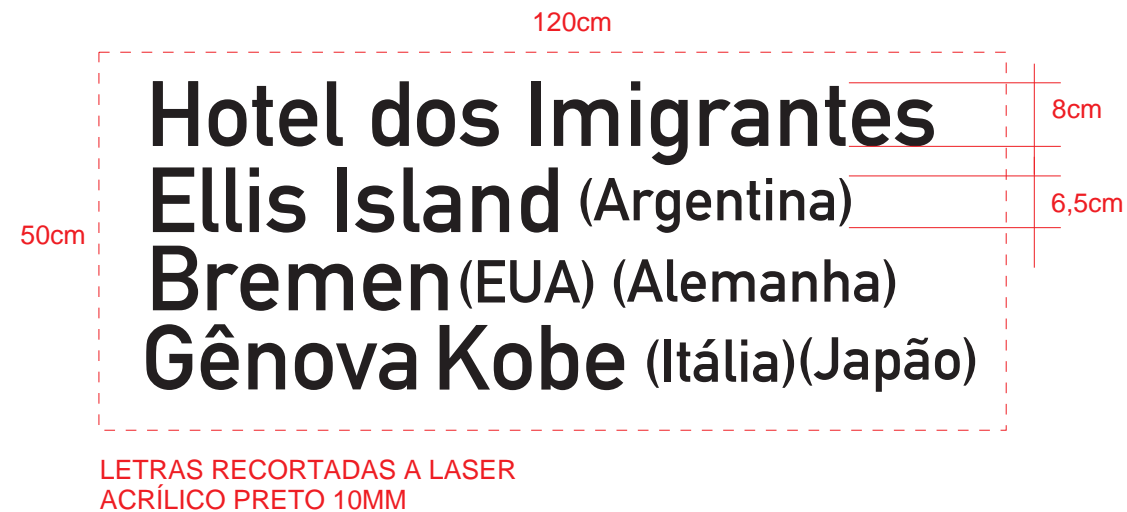 120cm
Hotel dos Imigrantes
8cm
Ellis Island (Argentina)
6,5cm
50cm
Bremen (EUA) (Alemanha)
Gênova Kobe (Itália) (Japão)
LETRAS RECORTADAS A LASER
ACRÍLICO PRETO 10MM